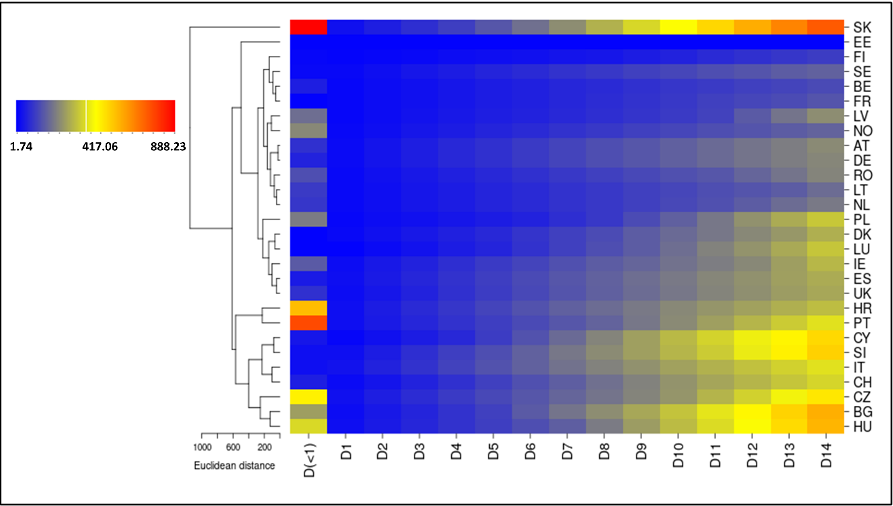 SK
EE
FI
SE
BE
FR
LV
NO
AT
DE
RO
LT
NL
PL
DK
LU
IE
ES
UK
HR
PT
CY
SI
IT
CH
CZ
BG
HU
1.74 417.06 888.23
1000 600 200
Euclidean distance
D(<1) D1 D2 D3 D4 D5 D6 D7 D8 D9 D10 D11 D12 D13 D14